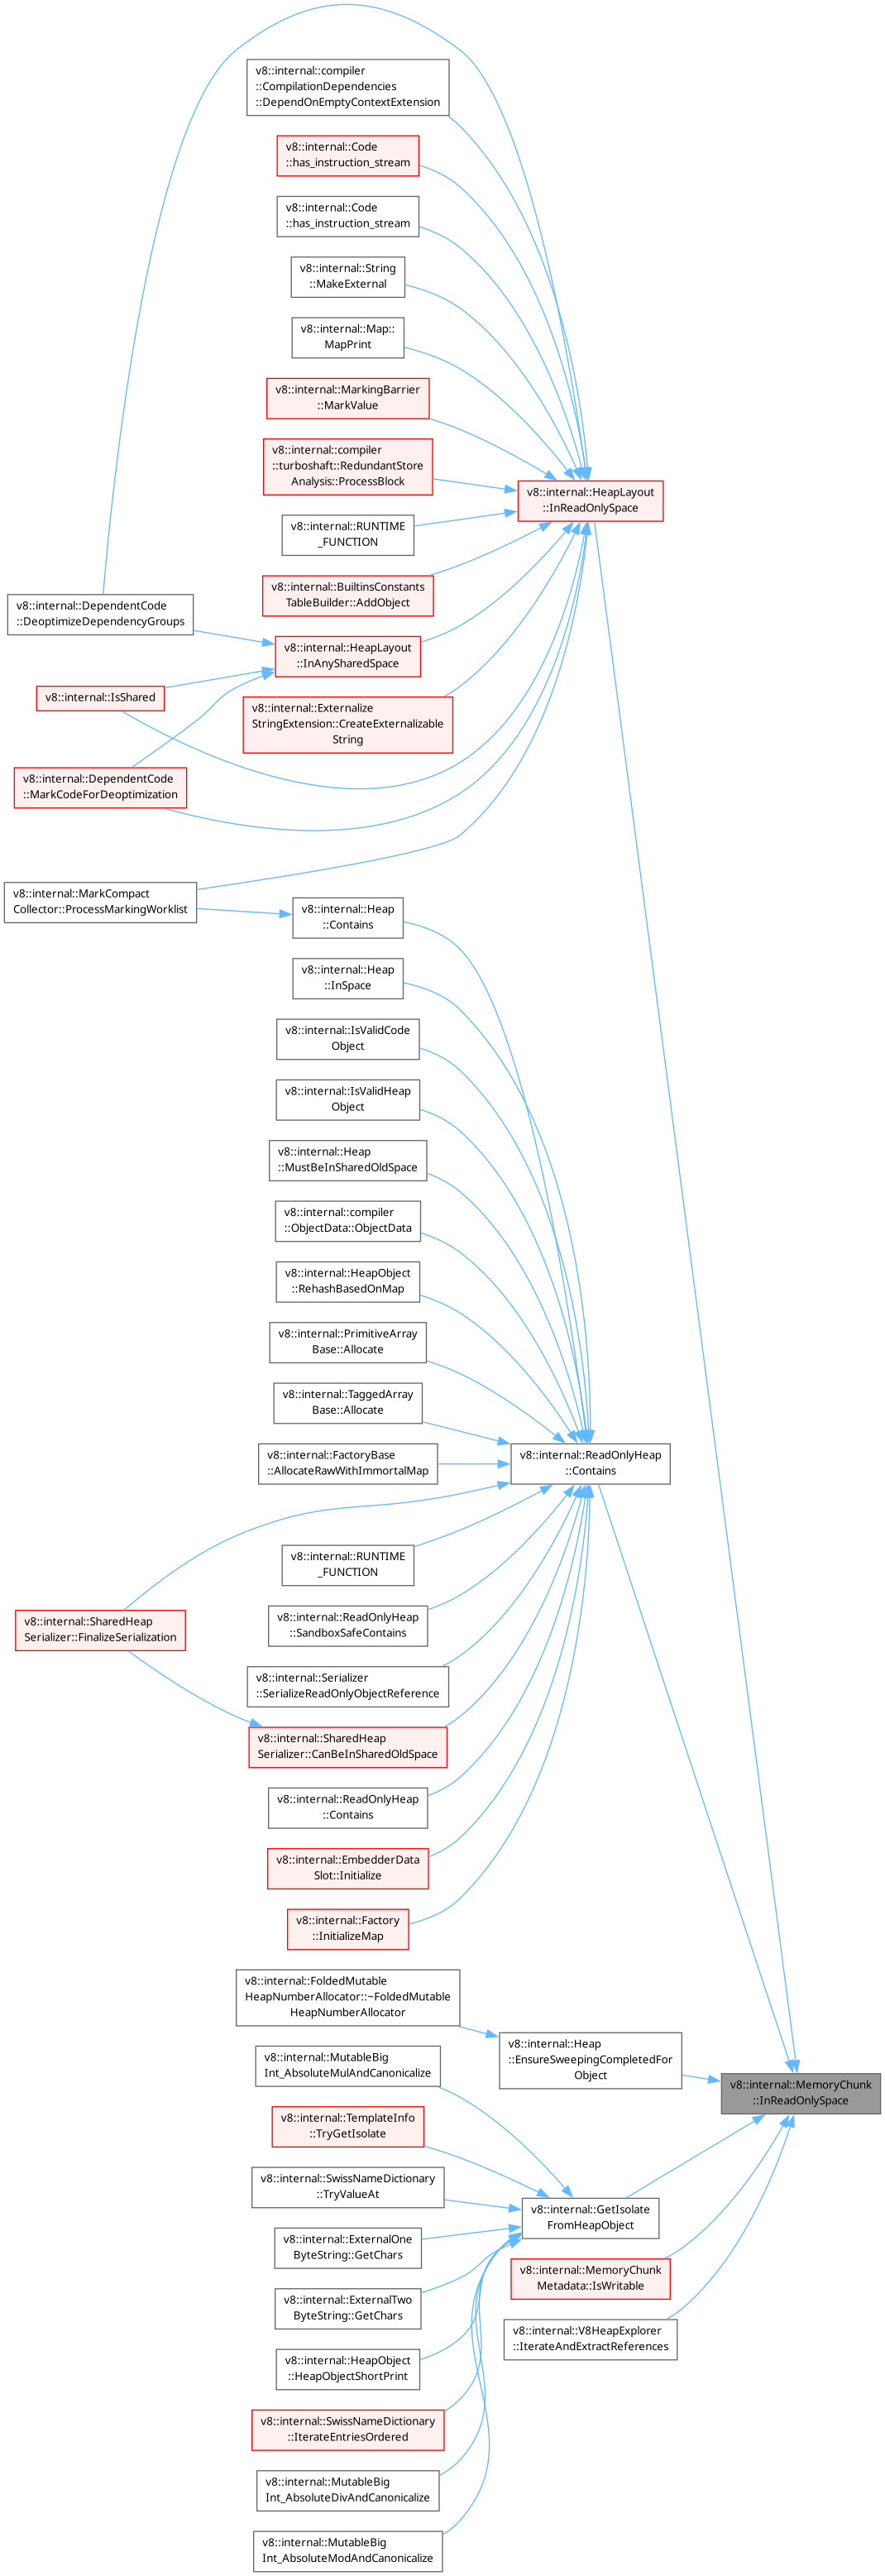 v8::internal::compiler
::CompilationDependencies
::DependOnEmptyContextExtension
v8::internal::Code
::has_instruction_stream
v8::internal::Code
::has_instruction_stream
v8::internal::String
::MakeExternal
v8::internal::Map::
MapPrint
v8::internal::MarkingBarrier
::MarkValue
v8::internal::compiler
::turboshaft::RedundantStore
Analysis::ProcessBlock
v8::internal::HeapLayout
::InReadOnlySpace
v8::internal::RUNTIME
_FUNCTION
v8::internal::BuiltinsConstants
TableBuilder::AddObject
v8::internal::DependentCode
::DeoptimizeDependencyGroups
v8::internal::HeapLayout
::InAnySharedSpace
v8::internal::IsShared
v8::internal::Externalize
StringExtension::CreateExternalizable
String
v8::internal::DependentCode
::MarkCodeForDeoptimization
v8::internal::MarkCompact
Collector::ProcessMarkingWorklist
v8::internal::Heap
::Contains
v8::internal::Heap
::InSpace
v8::internal::IsValidCode
Object
v8::internal::IsValidHeap
Object
v8::internal::Heap
::MustBeInSharedOldSpace
v8::internal::compiler
::ObjectData::ObjectData
v8::internal::HeapObject
::RehashBasedOnMap
v8::internal::PrimitiveArray
Base::Allocate
v8::internal::TaggedArray
Base::Allocate
v8::internal::ReadOnlyHeap
::Contains
v8::internal::FactoryBase
::AllocateRawWithImmortalMap
v8::internal::RUNTIME
_FUNCTION
v8::internal::SharedHeap
Serializer::FinalizeSerialization
v8::internal::ReadOnlyHeap
::SandboxSafeContains
v8::internal::Serializer
::SerializeReadOnlyObjectReference
v8::internal::SharedHeap
Serializer::CanBeInSharedOldSpace
v8::internal::ReadOnlyHeap
::Contains
v8::internal::EmbedderData
Slot::Initialize
v8::internal::Factory
::InitializeMap
v8::internal::FoldedMutable
HeapNumberAllocator::~FoldedMutable
HeapNumberAllocator
v8::internal::Heap
::EnsureSweepingCompletedFor
Object
v8::internal::MutableBig
Int_AbsoluteMulAndCanonicalize
v8::internal::MemoryChunk
::InReadOnlySpace
v8::internal::TemplateInfo
::TryGetIsolate
v8::internal::SwissNameDictionary
::TryValueAt
v8::internal::GetIsolate
FromHeapObject
v8::internal::ExternalOne
ByteString::GetChars
v8::internal::MemoryChunk
Metadata::IsWritable
v8::internal::ExternalTwo
ByteString::GetChars
v8::internal::V8HeapExplorer
::IterateAndExtractReferences
v8::internal::HeapObject
::HeapObjectShortPrint
v8::internal::SwissNameDictionary
::IterateEntriesOrdered
v8::internal::MutableBig
Int_AbsoluteDivAndCanonicalize
v8::internal::MutableBig
Int_AbsoluteModAndCanonicalize